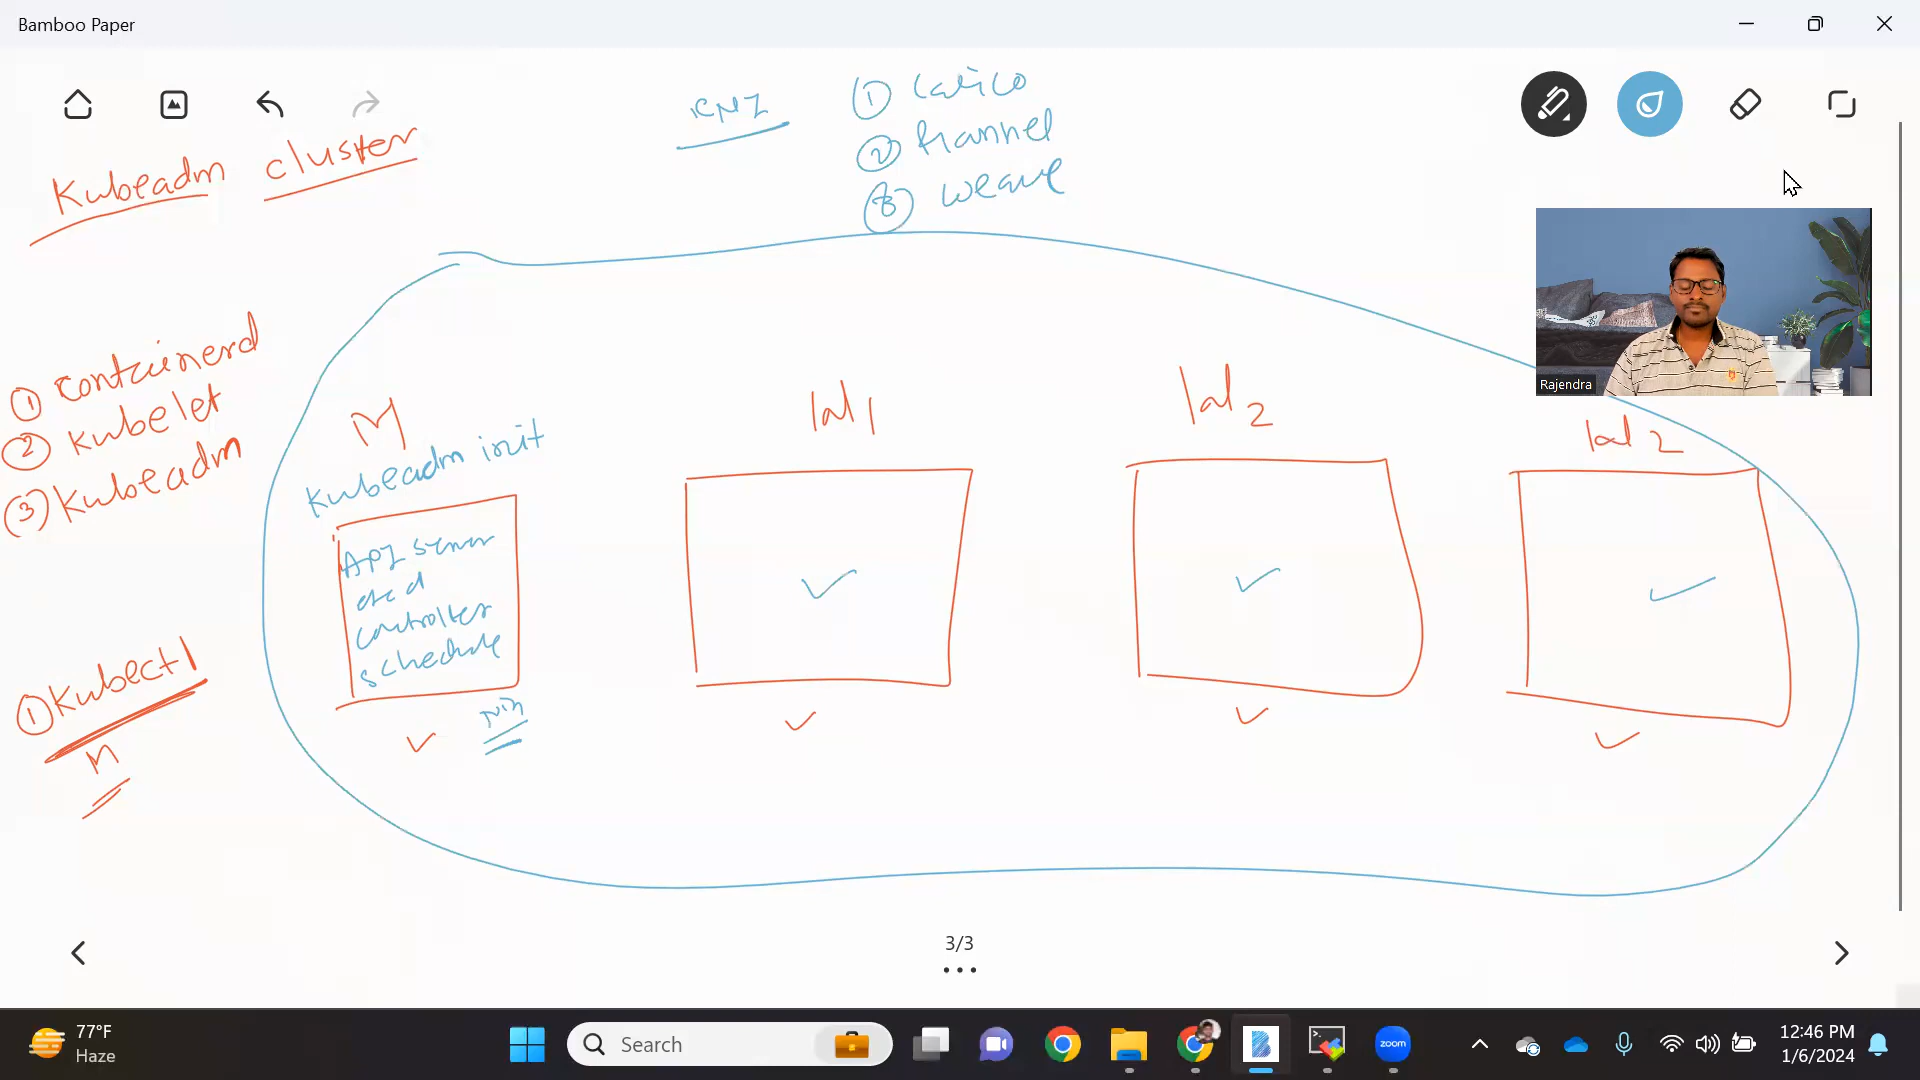 Bamboo Paper
Kubeadm cluster
CNI
① Calico
② flannel
③ weave
Rajendra
① containerd
② kubelet
③ kubeadm
M
kubeadm init
API server
etcd
controller
schedule
W1
W2
W2
① Kubectl
M
3/3
77°F
Haze
Search
zoom
12:46 PM
1/6/2024